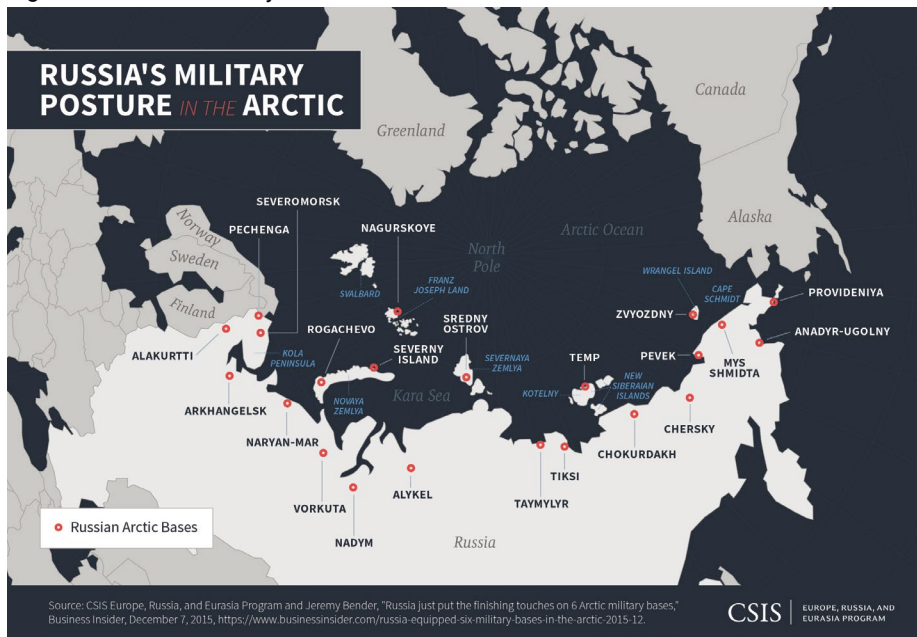 RUSSIA'S MILITARY
POSTURE IN THE ARCTIC
Greenland
Canada
Alaska
Arctic Ocean
North
Pole
SEVEROMORSK
PECHENGA
NAGURSKOYE
Norway
Sweden
Finland
SVALBARD
FRANZ
JOSEPH LAND
WRANGEL ISLAND
CAPE
SCHMIDT
PROVIDENIYA
ZVYOZDNY
ANADYR-UGOLNY
ROGACHEVO
SREDNY
OSTROV
ALAKURTTI
KOLA
PENINSULA
SEVERNY
ISLAND
SEVERNAYA
ZEMLYA
TEMP
PEVEK
MYS
SHMIDTA
NOVAYA
ZEMLYA
Kara Sea
KOTELNY
NEW
SIBERAIAN
ISLANDS
ARKHANGELSK
NARYAN-MAR
CHERSKY
CHOKURDAKH
VORKUTA
ALYKEL
TAYMYLYR
TIKSI
NADYM
Russia
Russian Arctic Bases
Source: CSIS Europe, Russia, and Eurasia Program and Jeremy Bender, "Russia just put the finishing touches on 6 Arctic military bases,"
Business Insider, December 7, 2015, https://www.businessinsider.com/russia-equipped-six-military-bases-in-the-arctic-2015-12.
CSIS
EUROPE, RUSSIA, AND
EURASIA PROGRAM